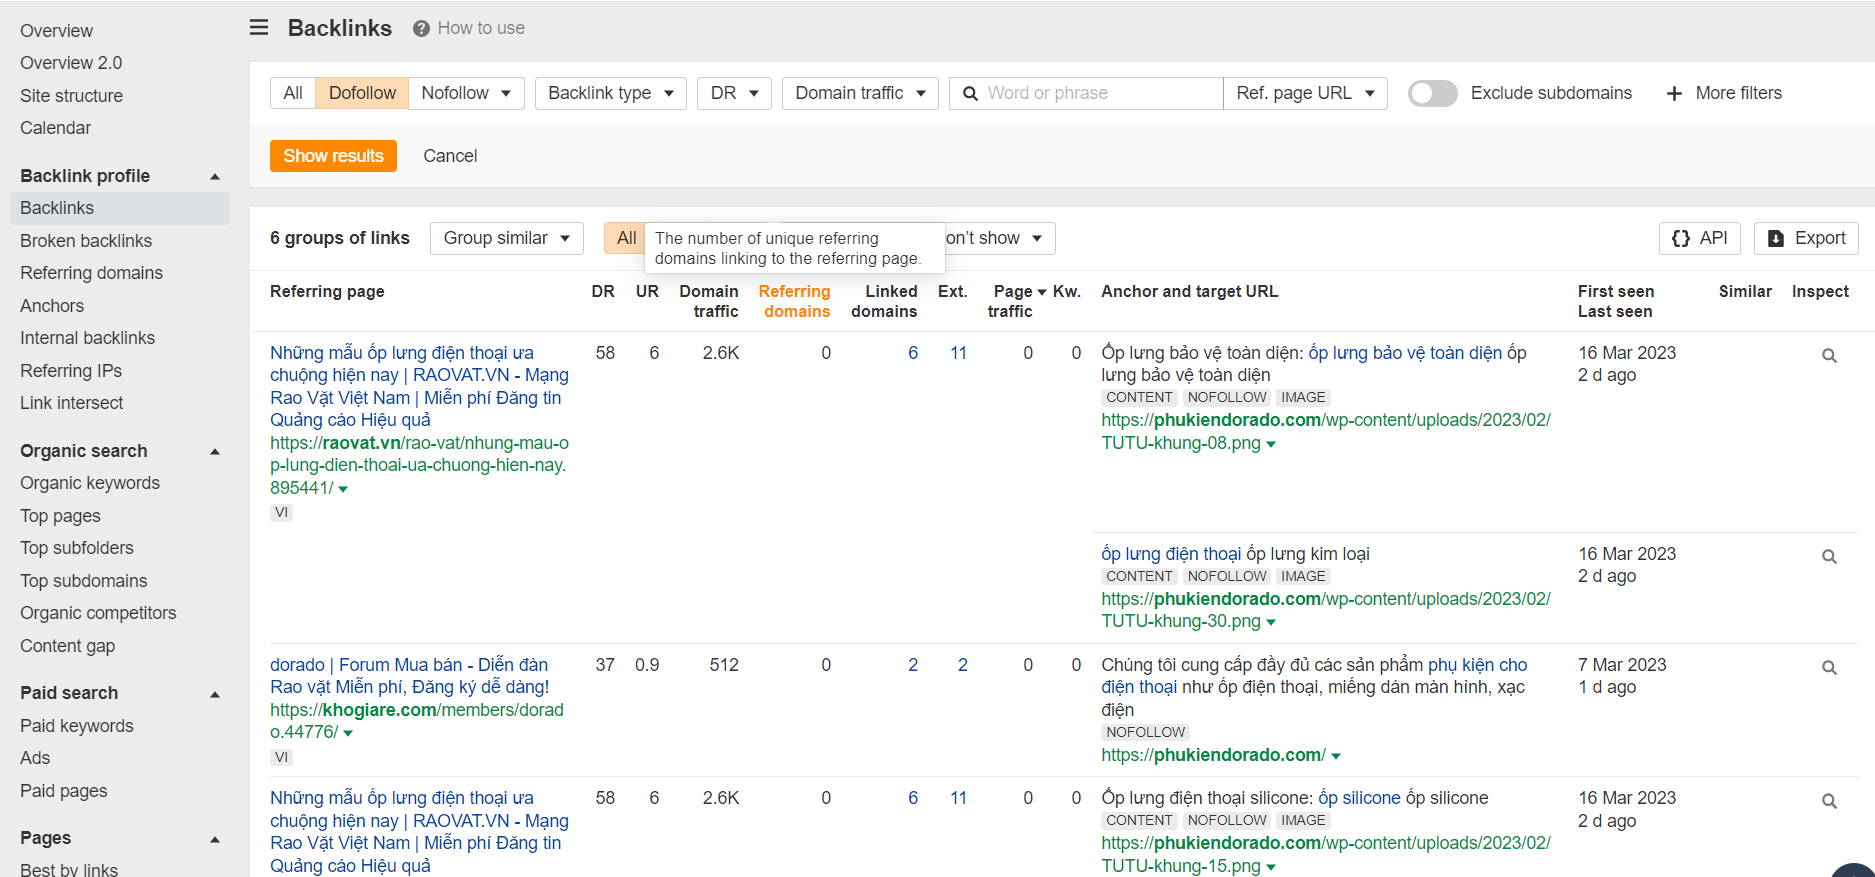 Overview
Overview 2.0
Site structure
Calendar
Backlink profile
Backlinks
Broken backlinks
Referring domains
Anchors
Internal backlinks
Referring IPs
Link intersect
Organic search
Organic keywords
Top pages
Top subfolders
Top subdomains
Organic competitors
Content gap
Paid search
Paid keywords
Ads
Paid pages
Pages
Best by links
Backlinks ? How to use
All Dofollow Nofollow Backlink type DR Domain traffic Word or phrase Ref. page URL Exclude subdomains + More filters
Show results Cancel
6 groups of links Group similar All on't show {} API Export
The number of unique referring
domains linking to the referring page.
Referring page DR UR Domain Referring Linked Ext. Page Kw. Anchor and target URL First seen Similar Inspect
traffic domains domains traffic Last seen
Những mẫu ốp lưng điện thoại ưa 58 6 2.6K 0 6 11 0 0 Ốp lưng bảo vệ toàn diện: ốp lưng bảo vệ toàn diện ốp 16 Mar 2023
chuộng hiện nay | RAOVAT.VN - Mạng lưng bảo vệ toàn diện 2 d ago
Rao Vặt Việt Nam | Miễn phí Đăng tin CONTENT NOFOLLOW IMAGE
Quảng cáo Hiệu quả https://phukiendorado.com/wp-content/uploads/2023/02/
https://raovat.vn/rao-vat/nhung-mau-o TUTU-khung-08.png
p-lung-dien-thoai-ua-chuong-hien-nay.
895441/
VI
ốp lưng điện thoại ốp lưng kim loại 16 Mar 2023
CONTENT NOFOLLOW IMAGE 2 d ago
https://phukiendorado.com/wp-content/uploads/2023/02/
TUTU-khung-30.png
dorado | Forum Mua bán - Diễn đàn 37 0.9 512 0 2 2 0 0 Chúng tôi cung cấp đầy đủ các sản phẩm phụ kiện cho 7 Mar 2023
Rao vặt Miễn phí, Đăng ký dễ dàng! điện thoại như ốp điện thoại, miếng dán màn hình, xạc 1 d ago
https://khogiare.com/members/dorad điện
o.44776/ NOFOLLOW
VI https://phukiendorado.com/
Những mẫu ốp lưng điện thoại ưa 58 6 2.6K 0 6 11 0 0 Ốp lưng điện thoại silicone: ốp silicone ốp silicone 16 Mar 2023
chuộng hiện nay | RAOVAT.VN - Mạng CONTENT NOFOLLOW IMAGE 2 d ago
Rao Vặt Việt Nam | Miễn phí Đăng tin https://phukiendorado.com/wp-content/uploads/2023/02/
Quảng cáo Hiệu quả TUTU-khung-15.png